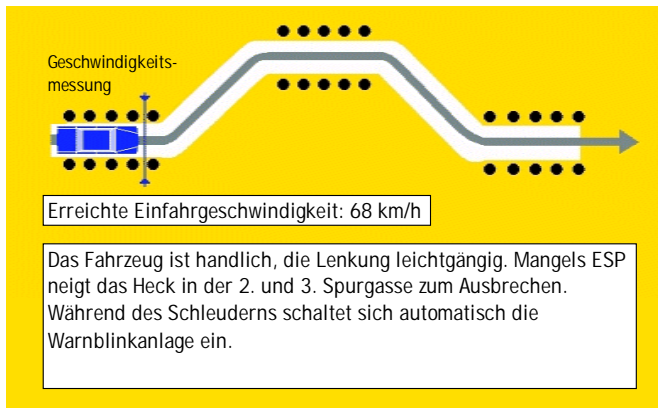 Geschwindigkeits-
messung
Erreichte Einfahrgeschwindigkeit: 68 km/h
Das Fahrzeug ist handlich, die Lenkung leichtgängig. Mangels ESP
neigt das Heck in der 2. und 3. Spurgasse zum Ausbrechen.
Während des Schleuderns schaltet sich automatisch die
Warnblinkanlage ein.